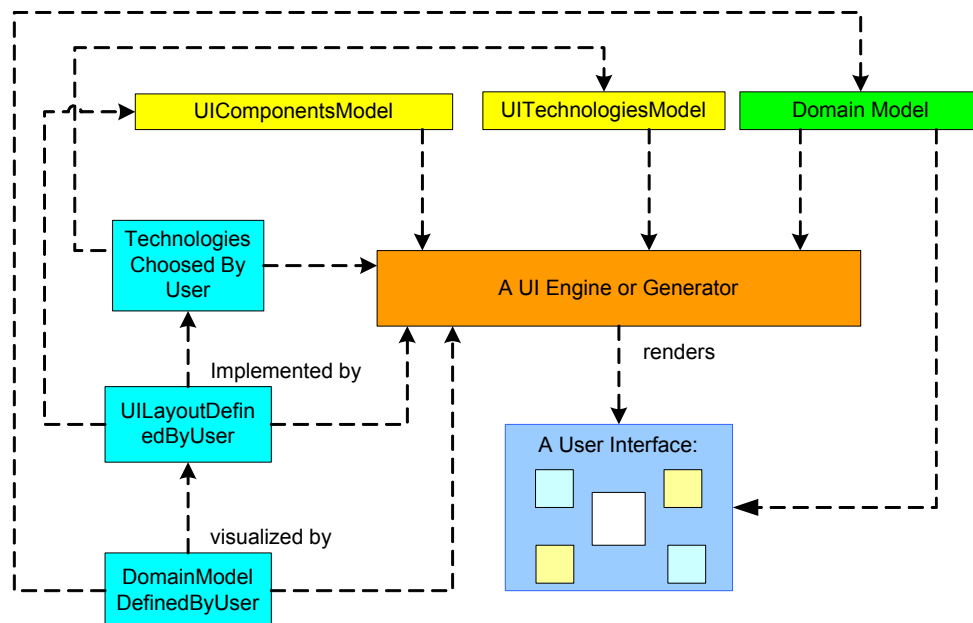 UIComponentsModel
UITechnologiesModel
Domain Model
Technologies
Choosed By
User
A UI Engine or Generator
renders
Implemented by
UILayoutDefin
edByUser
A User Interface:
visualized by
DomainModel
DefinedByUser